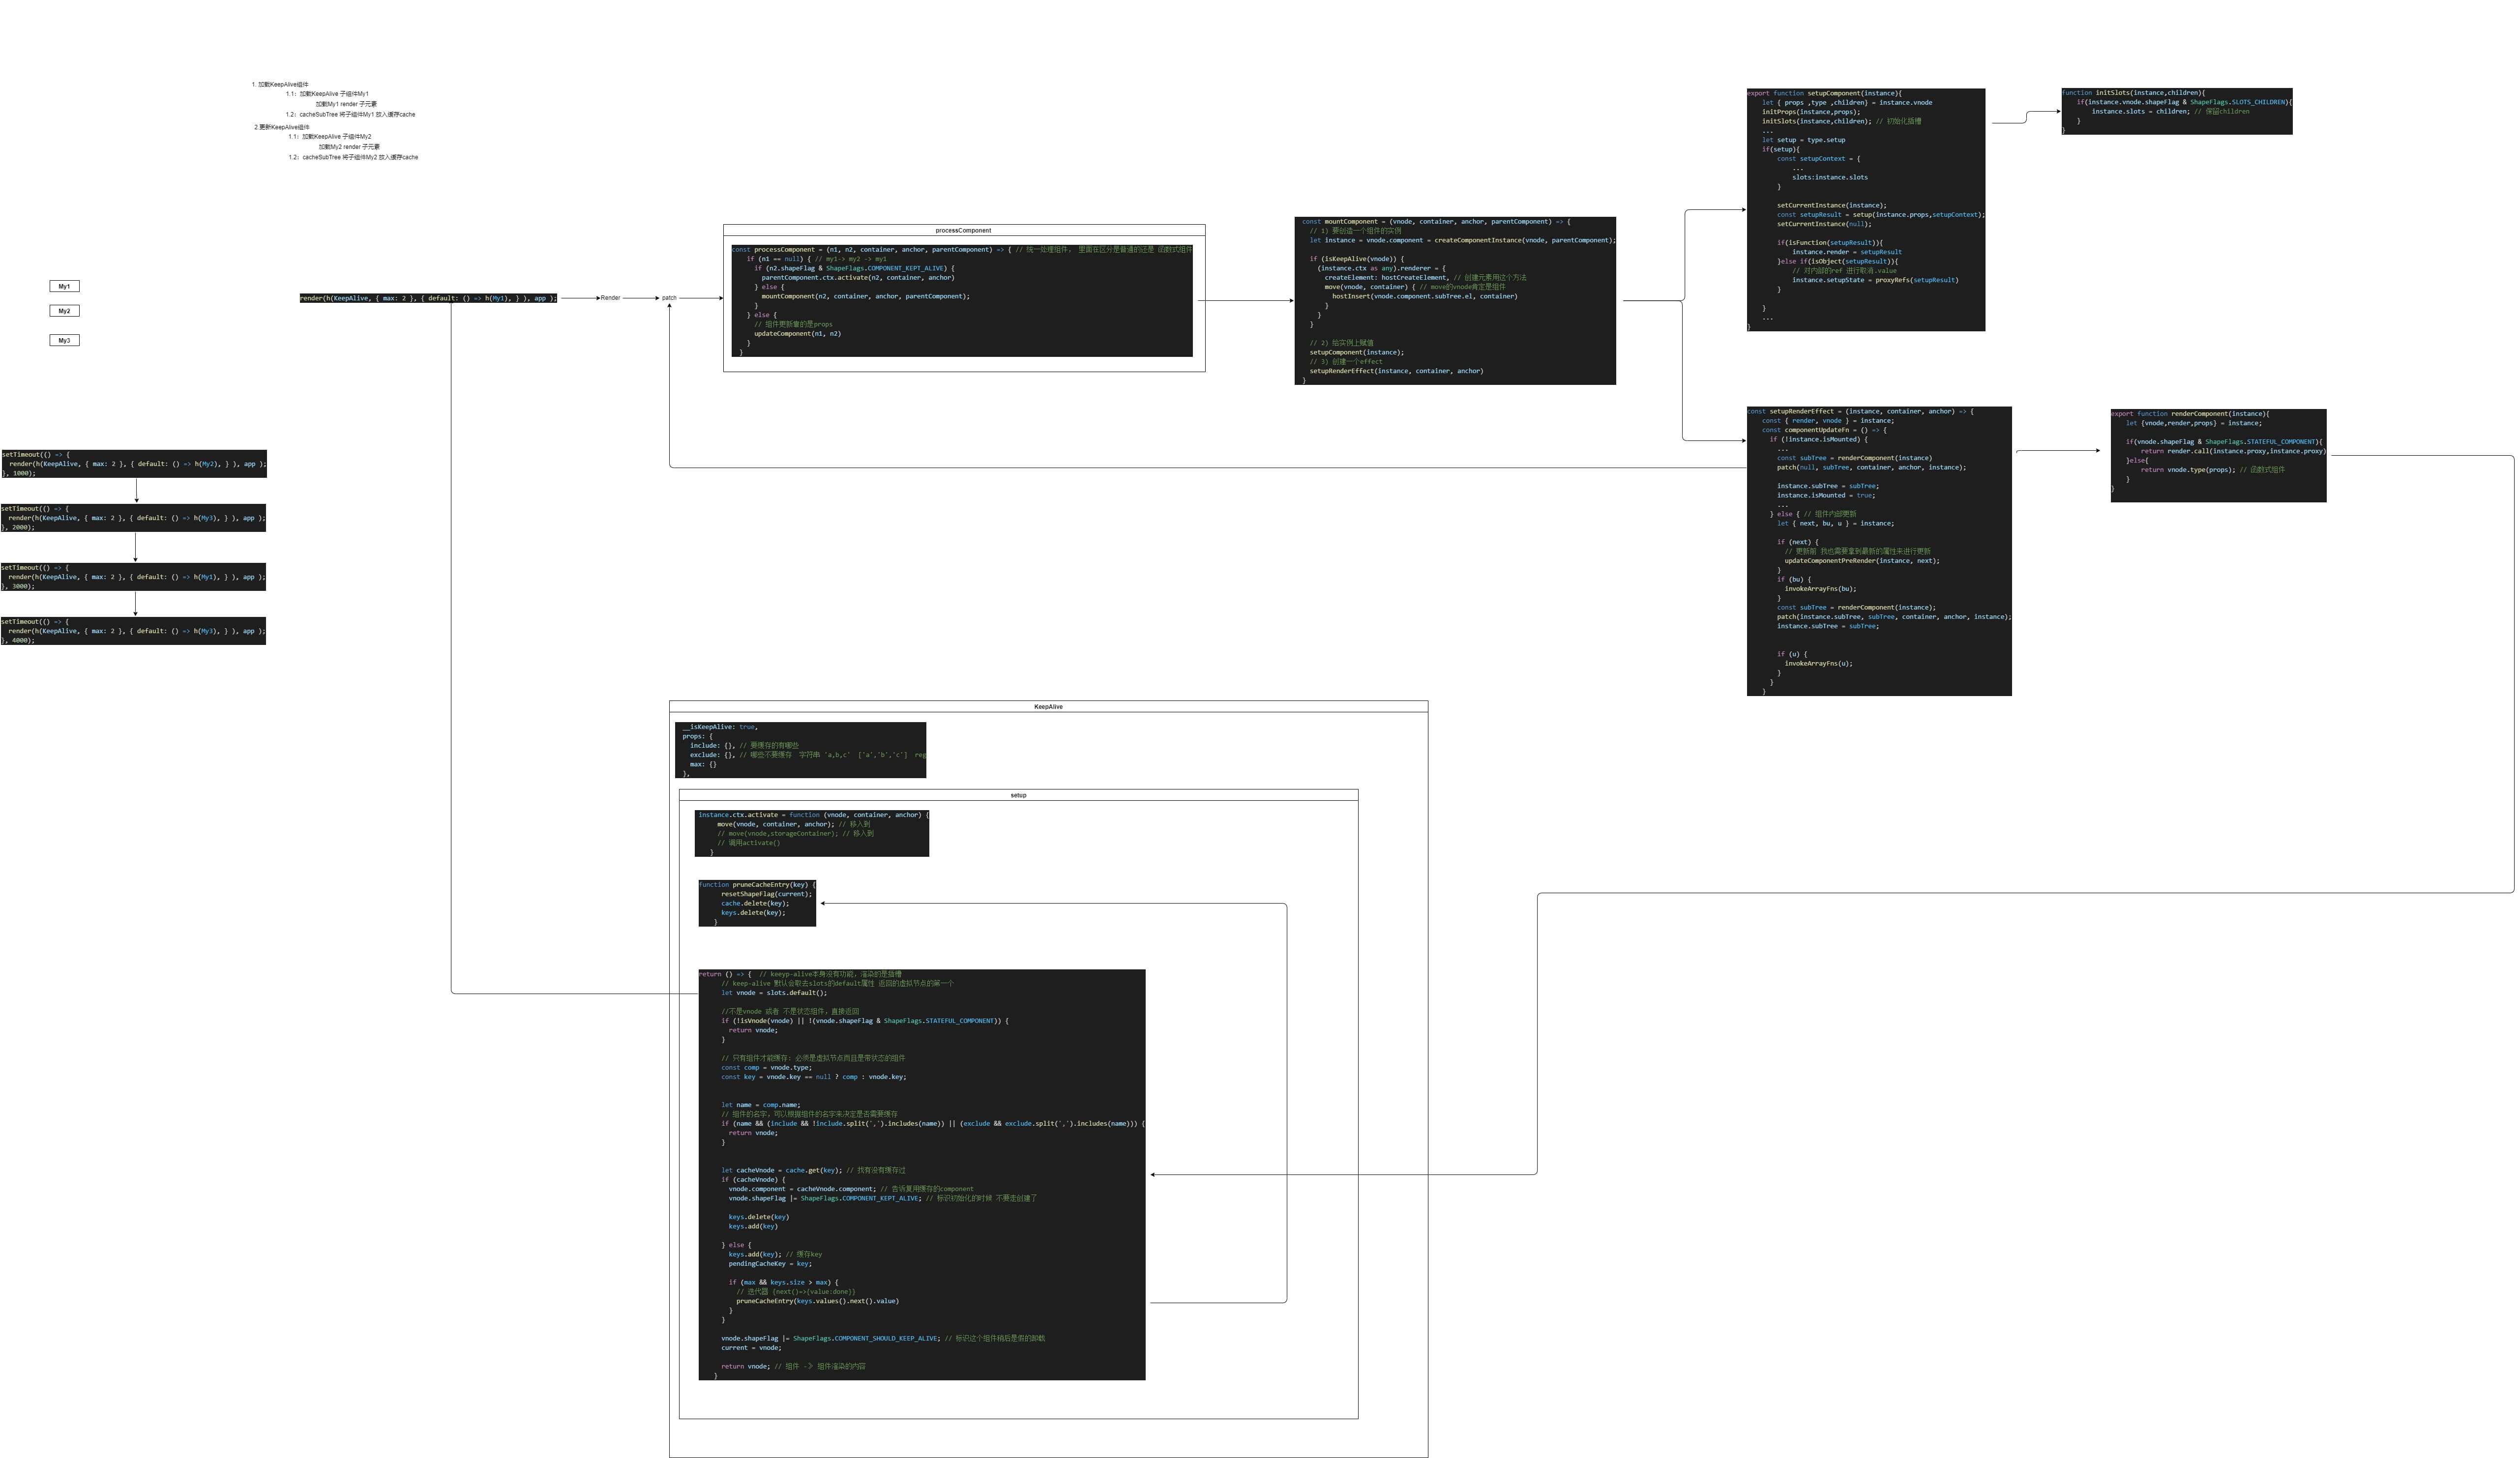 1. 加载KeepAlive组件
1.1：加载KeepAlive 子组件My1
加载My1 render 子元素
1.2：cacheSubTree 将子组件My1 放入缓存cache
2 更新KeepAlive组件
1.1：加载KeepAlive 子组件My2
加载My2 render 子元素
1.2：cacheSubTree 将子组件My2 放入缓存cache
My1
My2
My3
render(h(KeepAlive, { max: 2 }, { default: () => h(My1), } ), app );
Render
patch
setTimeout(() => {
render(h(KeepAlive, { max: 2 }, { default: () => h(My2), } ), app );
}, 1000);
setTimeout(() => {
render(h(KeepAlive, { max: 2 }, { default: () => h(My3), } ), app );
}, 2000);
setTimeout(() => {
render(h(KeepAlive, { max: 2 }, { default: () => h(My1), } ), app );
}, 3000);
setTimeout(() => {
render(h(KeepAlive, { max: 2 }, { default: () => h(My3), } ), app );
}, 4000);
processComponent
const processComponent = (n1, n2, container, anchor, parentComponent) => { // 统一处理组件， 里面在区分是普通的还是 函数式组件
if (n1 == null) { // my1-> my2 -> my1
if (n2.shapeFlag & ShapeFlags.COMPONENT_KEPT_ALIVE) {
parentComponent.ctx.activate(n2, container, anchor)
} else {
mountComponent(n2, container, anchor, parentComponent);
}
} else {
// 组件更新靠的是props
updateComponent(n1, n2)
}
}
const mountComponent = (vnode, container, anchor, parentComponent) => {
// 1) 要创造一个组件的实例
let instance = vnode.component = createComponentInstance(vnode, parentComponent);
if (isKeepAlive(vnode)) {
(instance.ctx as any).renderer = {
createElement: hostCreateElement, // 创建元素用这个方法
move(vnode, container) { // move的vnode肯定是组件
hostInsert(vnode.component.subTree.el, container)
}
}
}
// 2) 给实例上赋值
setupComponent(instance);
// 3) 创建一个effect
setupRenderEffect(instance, container, anchor)
}
export function setupComponent(instance){
let { props ,type ,children} = instance.vnode
initProps(instance,props);
initSlots(instance,children); // 初始化插槽
...
let setup = type.setup
if(setup){
const setupContext = {
...
slots:instance.slots
}
setCurrentInstance(instance);
const setupResult = setup(instance.props,setupContext);
setCurrentInstance(null);
if(isFunction(setupResult)){
instance.render = setupResult
}else if(isObject(setupResult)){
// 对内部的ref 进行取消.value
instance.setupState = proxyRefs(setupResult)
}
}
...
}
function initSlots(instance,children){
if(instance.vnode.shapeFlag & ShapeFlags.SLOTS_CHILDREN){
instance.slots = children; // 保留children
}
}
const setupRenderEffect = (instance, container, anchor) => {
const { render, vnode } = instance;
const componentUpdateFn = () => {
if (!instance.isMounted) {
...
const subTree = renderComponent(instance)
patch(null, subTree, container, anchor, instance);
instance.subTree = subTree;
instance.isMounted = true;
...
} else { // 组件内部更新
let { next, bu, u } = instance;
if (next) {
// 更新前 我也需要拿到最新的属性来进行更新
updateComponentPreRender(instance, next);
}
if (bu) {
invokeArrayFns(bu);
}
const subTree = renderComponent(instance);
patch(instance.subTree, subTree, container, anchor, instance);
instance.subTree = subTree;
if (u) {
invokeArrayFns(u);
}
}
}
export function renderComponent(instance){
let {vnode,render,props} = instance;
if(vnode.shapeFlag & ShapeFlags.STATEFUL_COMPONENT){
return render.call(instance.proxy,instance.proxy)
}else{
return vnode.type(props); // 函数式组件
}
}
KeepAlive
__isKeepAlive: true,
props: {
include: {}, // 要缓存的有哪些
exclude: {}, // 哪些不要缓存 字符串 'a,b,c' ['a','b','c'] reg
max: {}
},
setup
instance.ctx.activate = function (vnode, container, anchor) {
move(vnode, container, anchor); // 移入到
// move(vnode,storageContainer); // 移入到
// 调用activate()
}
function pruneCacheEntry(key) {
resetShapeFlag(current);
cache.delete(key);
keys.delete(key);
}
return () => { // keeyp-alive本身没有功能，渲染的是插槽
// keep-alive 默认会取去slots的default属性 返回的虚拟节点的第一个
let vnode = slots.default();
//不是vnode 或者 不是状态组件，直接返回
if (!isVnode(vnode) || !(vnode.shapeFlag & ShapeFlags.STATEFUL_COMPONENT)) {
return vnode;
}
// 只有组件才能缓存: 必须是虚拟节点而且是带状态的组件
const comp = vnode.type;
const key = vnode.key == null ? comp : vnode.key;
let name = comp.name;
// 组件的名字，可以根据组件的名字来决定是否需要缓存
if (name && (include && !include.split(',').includes(name)) || (exclude && exclude.split(',').includes(name))) {
return vnode;
}
let cacheVnode = cache.get(key); // 找有没有缓存过
if (cacheVnode) {
vnode.component = cacheVnode.component; // 告诉复用缓存的component
vnode.shapeFlag |= ShapeFlags.COMPONENT_KEPT_ALIVE; // 标识初始化的时候 不要走创建了
keys.delete(key)
keys.add(key)
} else {
keys.add(key); // 缓存key
pendingCacheKey = key;
if (max && keys.size > max) {
// 迭代器 {next()=>{value:done}}
pruneCacheEntry(keys.values().next().value)
}
}
vnode.shapeFlag |= ShapeFlags.COMPONENT_SHOULD_KEEP_ALIVE; // 标识这个组件稍后是假的卸载
current = vnode;
return vnode; // 组件 -》 组件渲染的内容
}